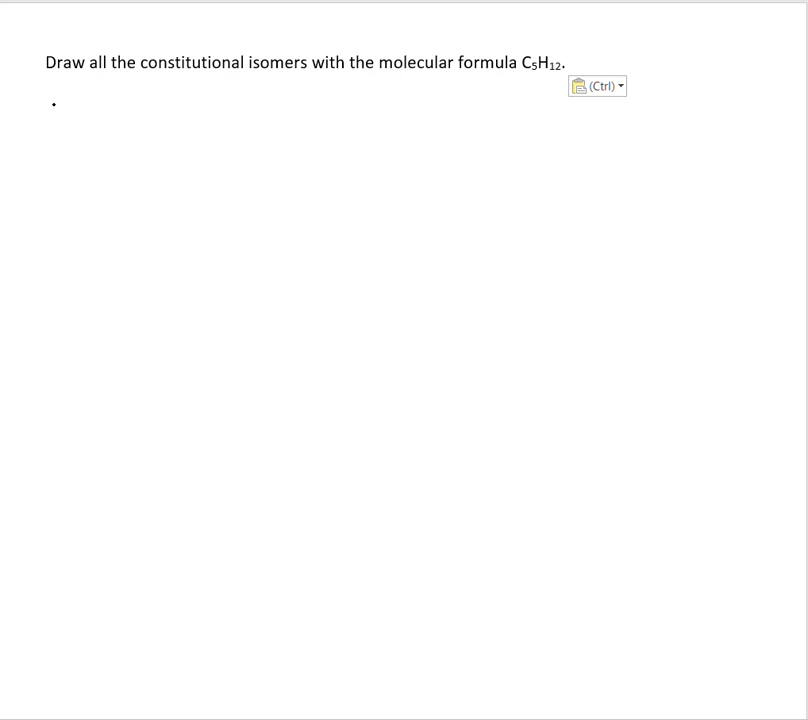 Draw all the constitutional isomers with the molecular formula C₅H₁₂.
(Ctrl)